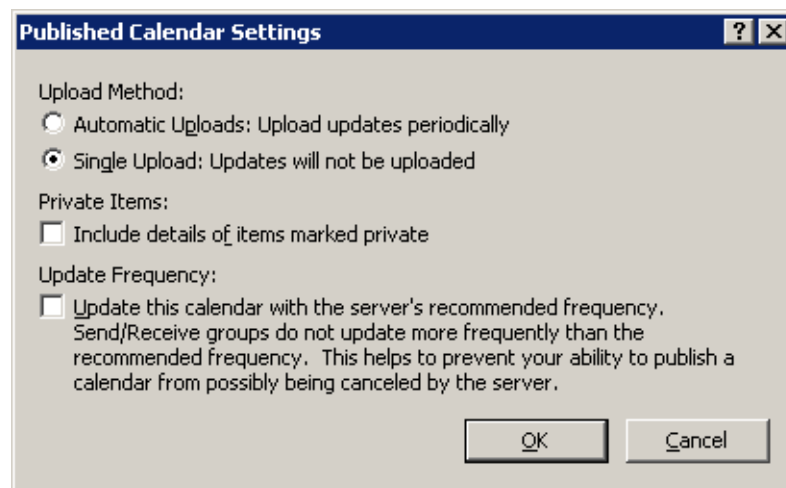 Published Calendar Settings
Upload Method:
Automatic Uploads: Upload updates periodically
Single Upload: Updates will not be uploaded
Private Items:
Include details of items marked private
Update Frequency:
Update this calendar with the server's recommended frequency.
Send/Receive groups do not update more frequently than the
recommended frequency. This helps to prevent your ability to publish a
calendar from possibly being canceled by the server.
OK
Cancel